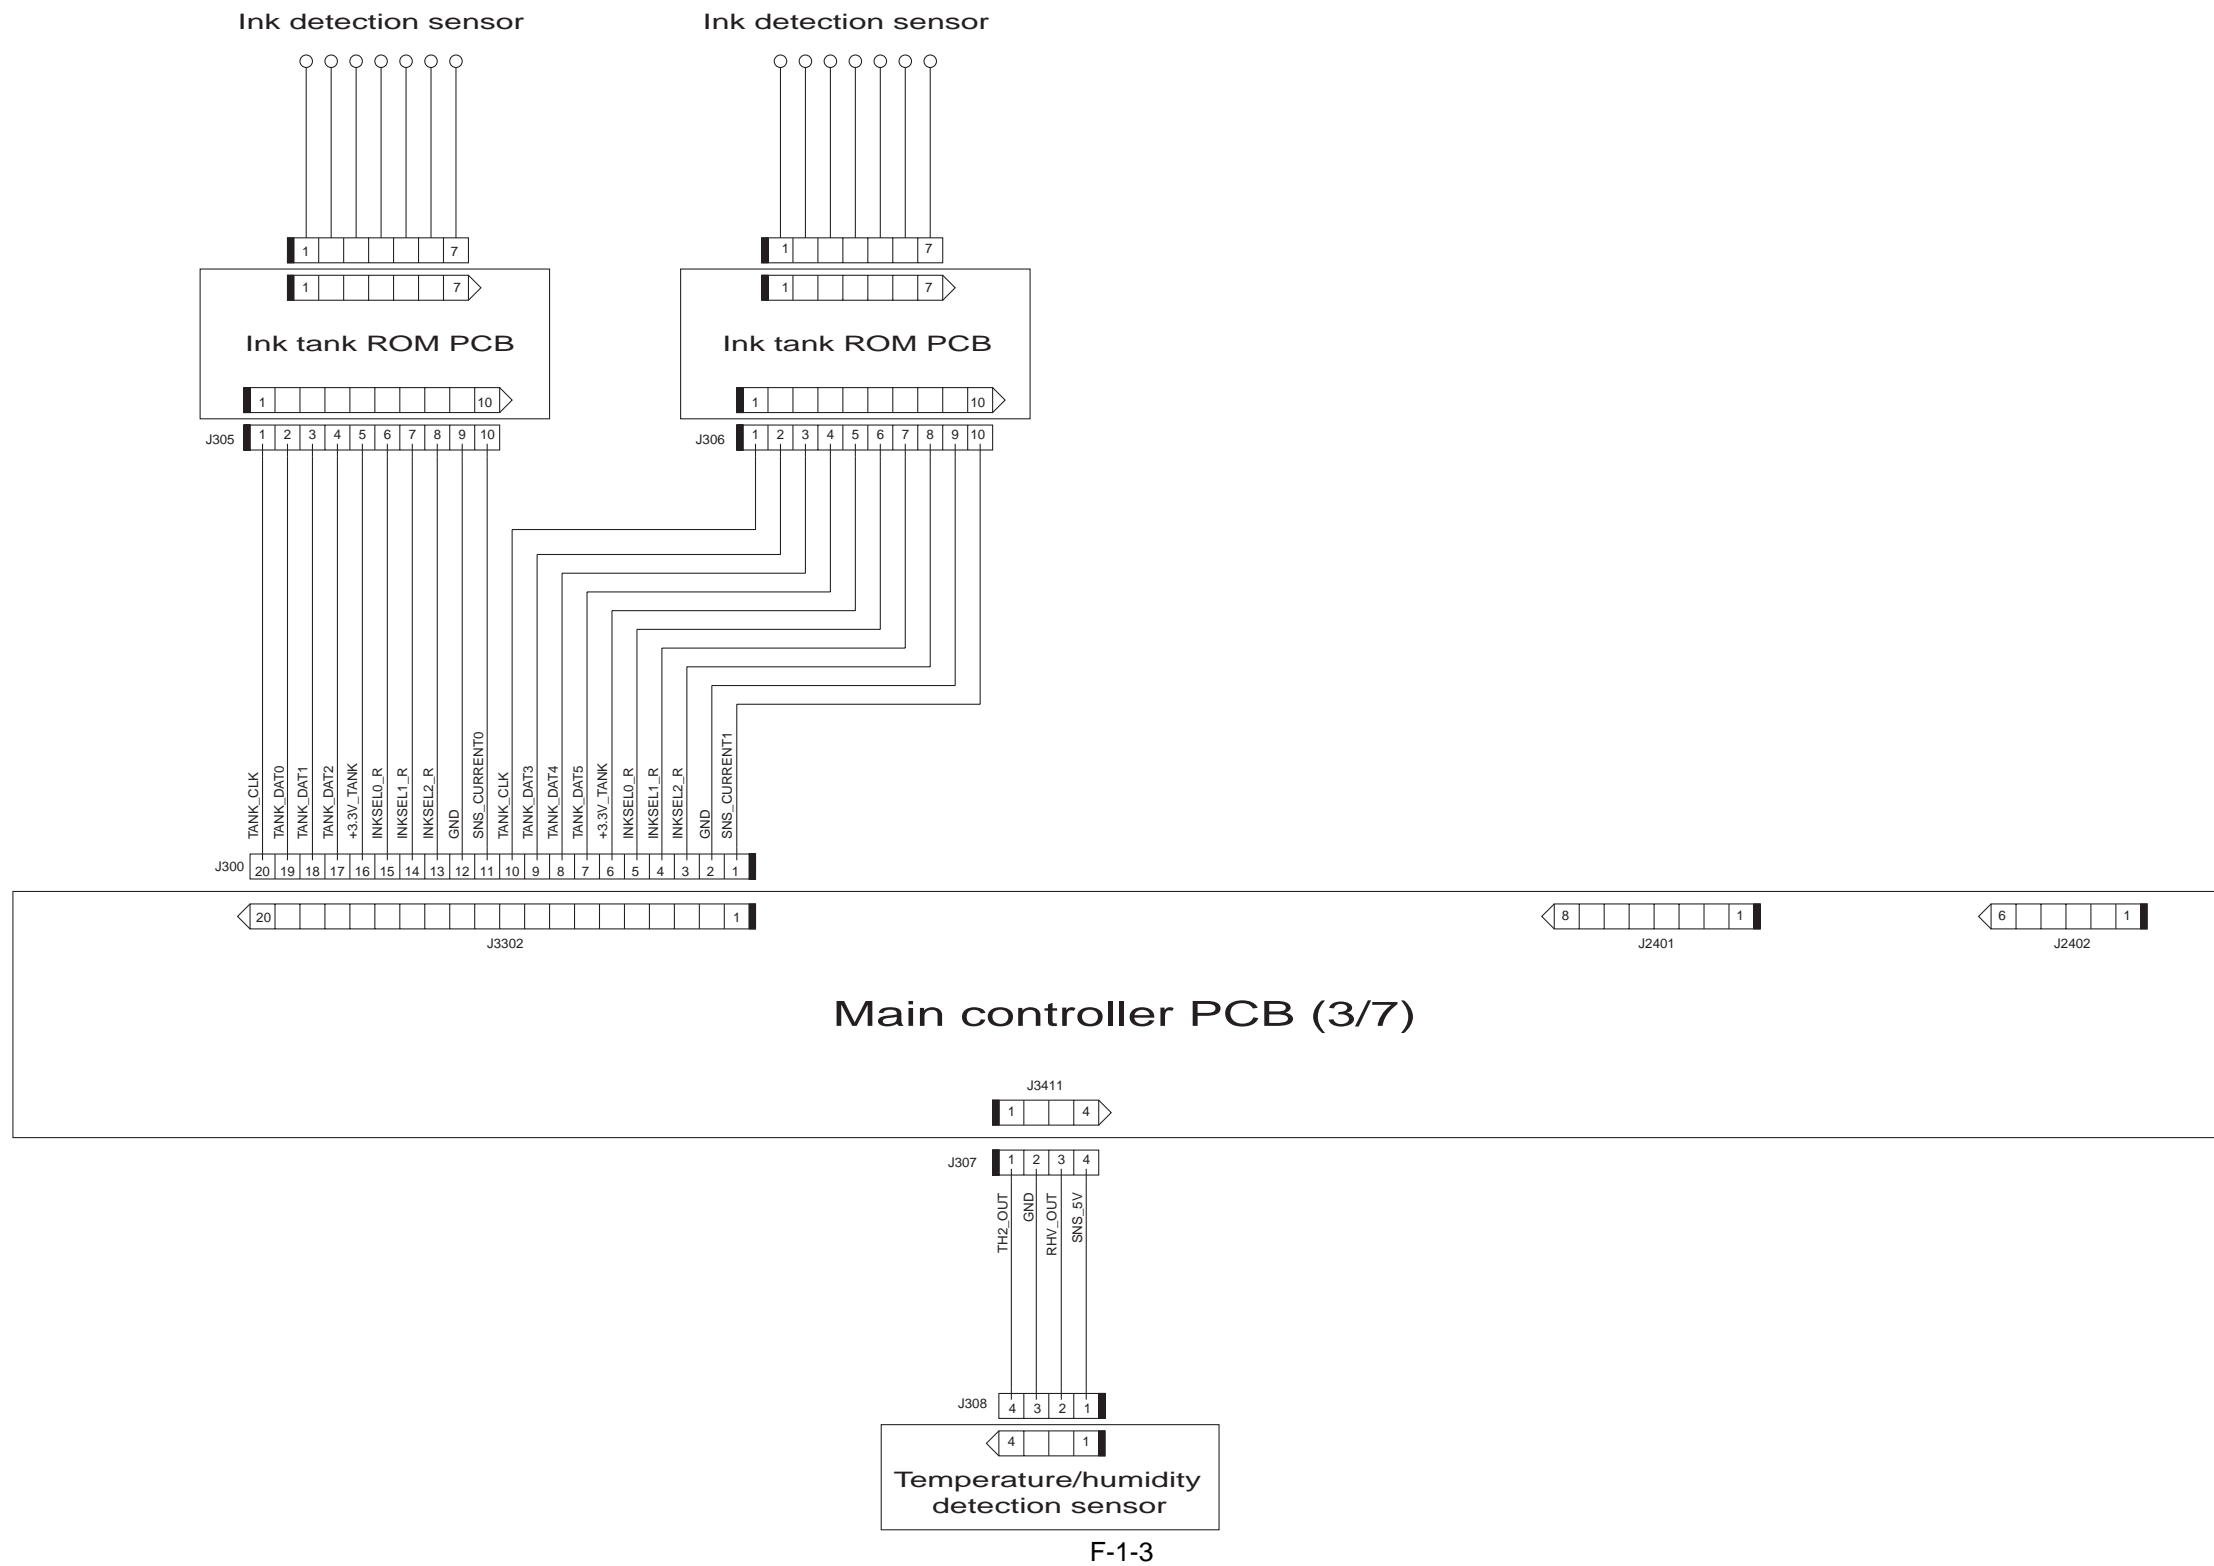 Ink detection sensor
Ink detection sensor
1 7
1 7
1 7
1 7
Ink tank ROM PCB
Ink tank ROM PCB
1 10
1 10
J305 1 2 3 4 5 6 7 8 9 10
J306 1 2 3 4 5 6 7 8 9 10
TANK_CLK
TANK_DAT0
TANK_DAT1
TANK_DAT2
+3.3V_TANK
INKSEL0_R
INKSEL1_R
INKSEL2_R
GND
SNS_CURRENT0
TANK_CLK
TANK_DAT3
TANK_DAT4
TANK_DAT5
+3.3V_TANK
INKSEL0_R
INKSEL1_R
INKSEL2_R
GND
SNS_CURRENT1
J300 20 19 18 17 16 15 14 13 12 11 10 9 8 7 6 5 4 3 2 1
20 1
8 1
6 1
J3302
J2401
J2402
Main controller PCB (3/7)
J3411
1 4
J307 1 2 3 4
TH2_OUT
GND
RHV_OUT
SNS_5V
J308 4 3 2 1
4 1
Temperature/humidity
detection sensor
F-1-3